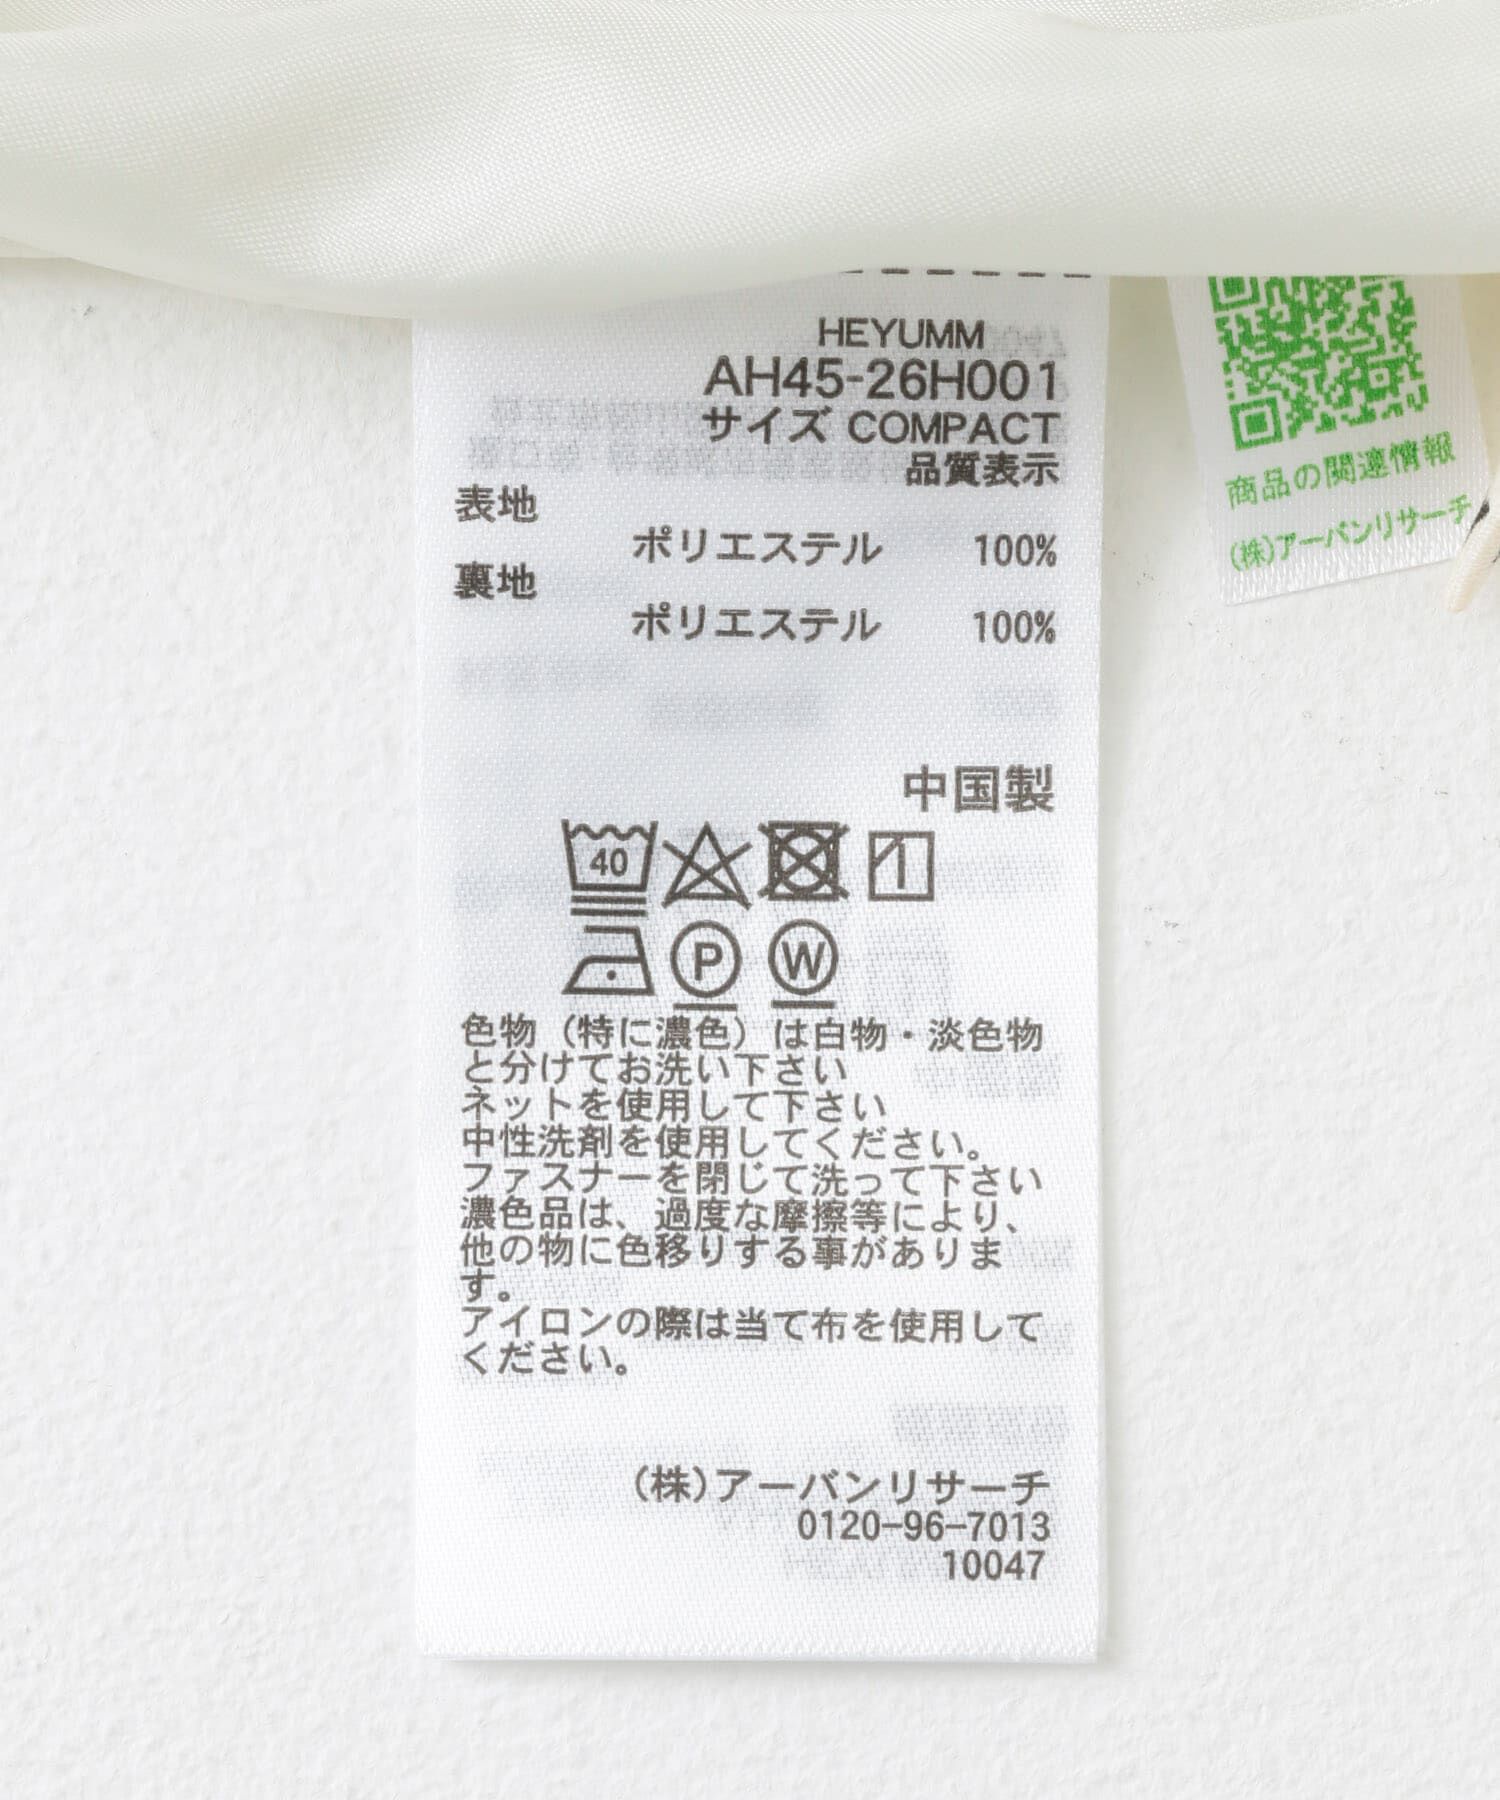 HEYUMM
AH45-26H001
サイズ COMPACT
品質表示
表地
ポリエステル 100%
裏地
ポリエステル 100%
中国製
40
P W
色物（特に濃色）は白物・淡色物
と分けてお洗い下さい
ネットを使用して下さい
中性洗剤を使用してください。
ファスナーを閉じて洗って下さい
濃色品は、過度な摩擦等により、
他の物に色移りする事がありま
す。
アイロンの際は当て布を使用して
ください。
(株)アーバンリサーチ
0120-96-7013
10047
商品の関連情報
(株)アーバンリサーチ